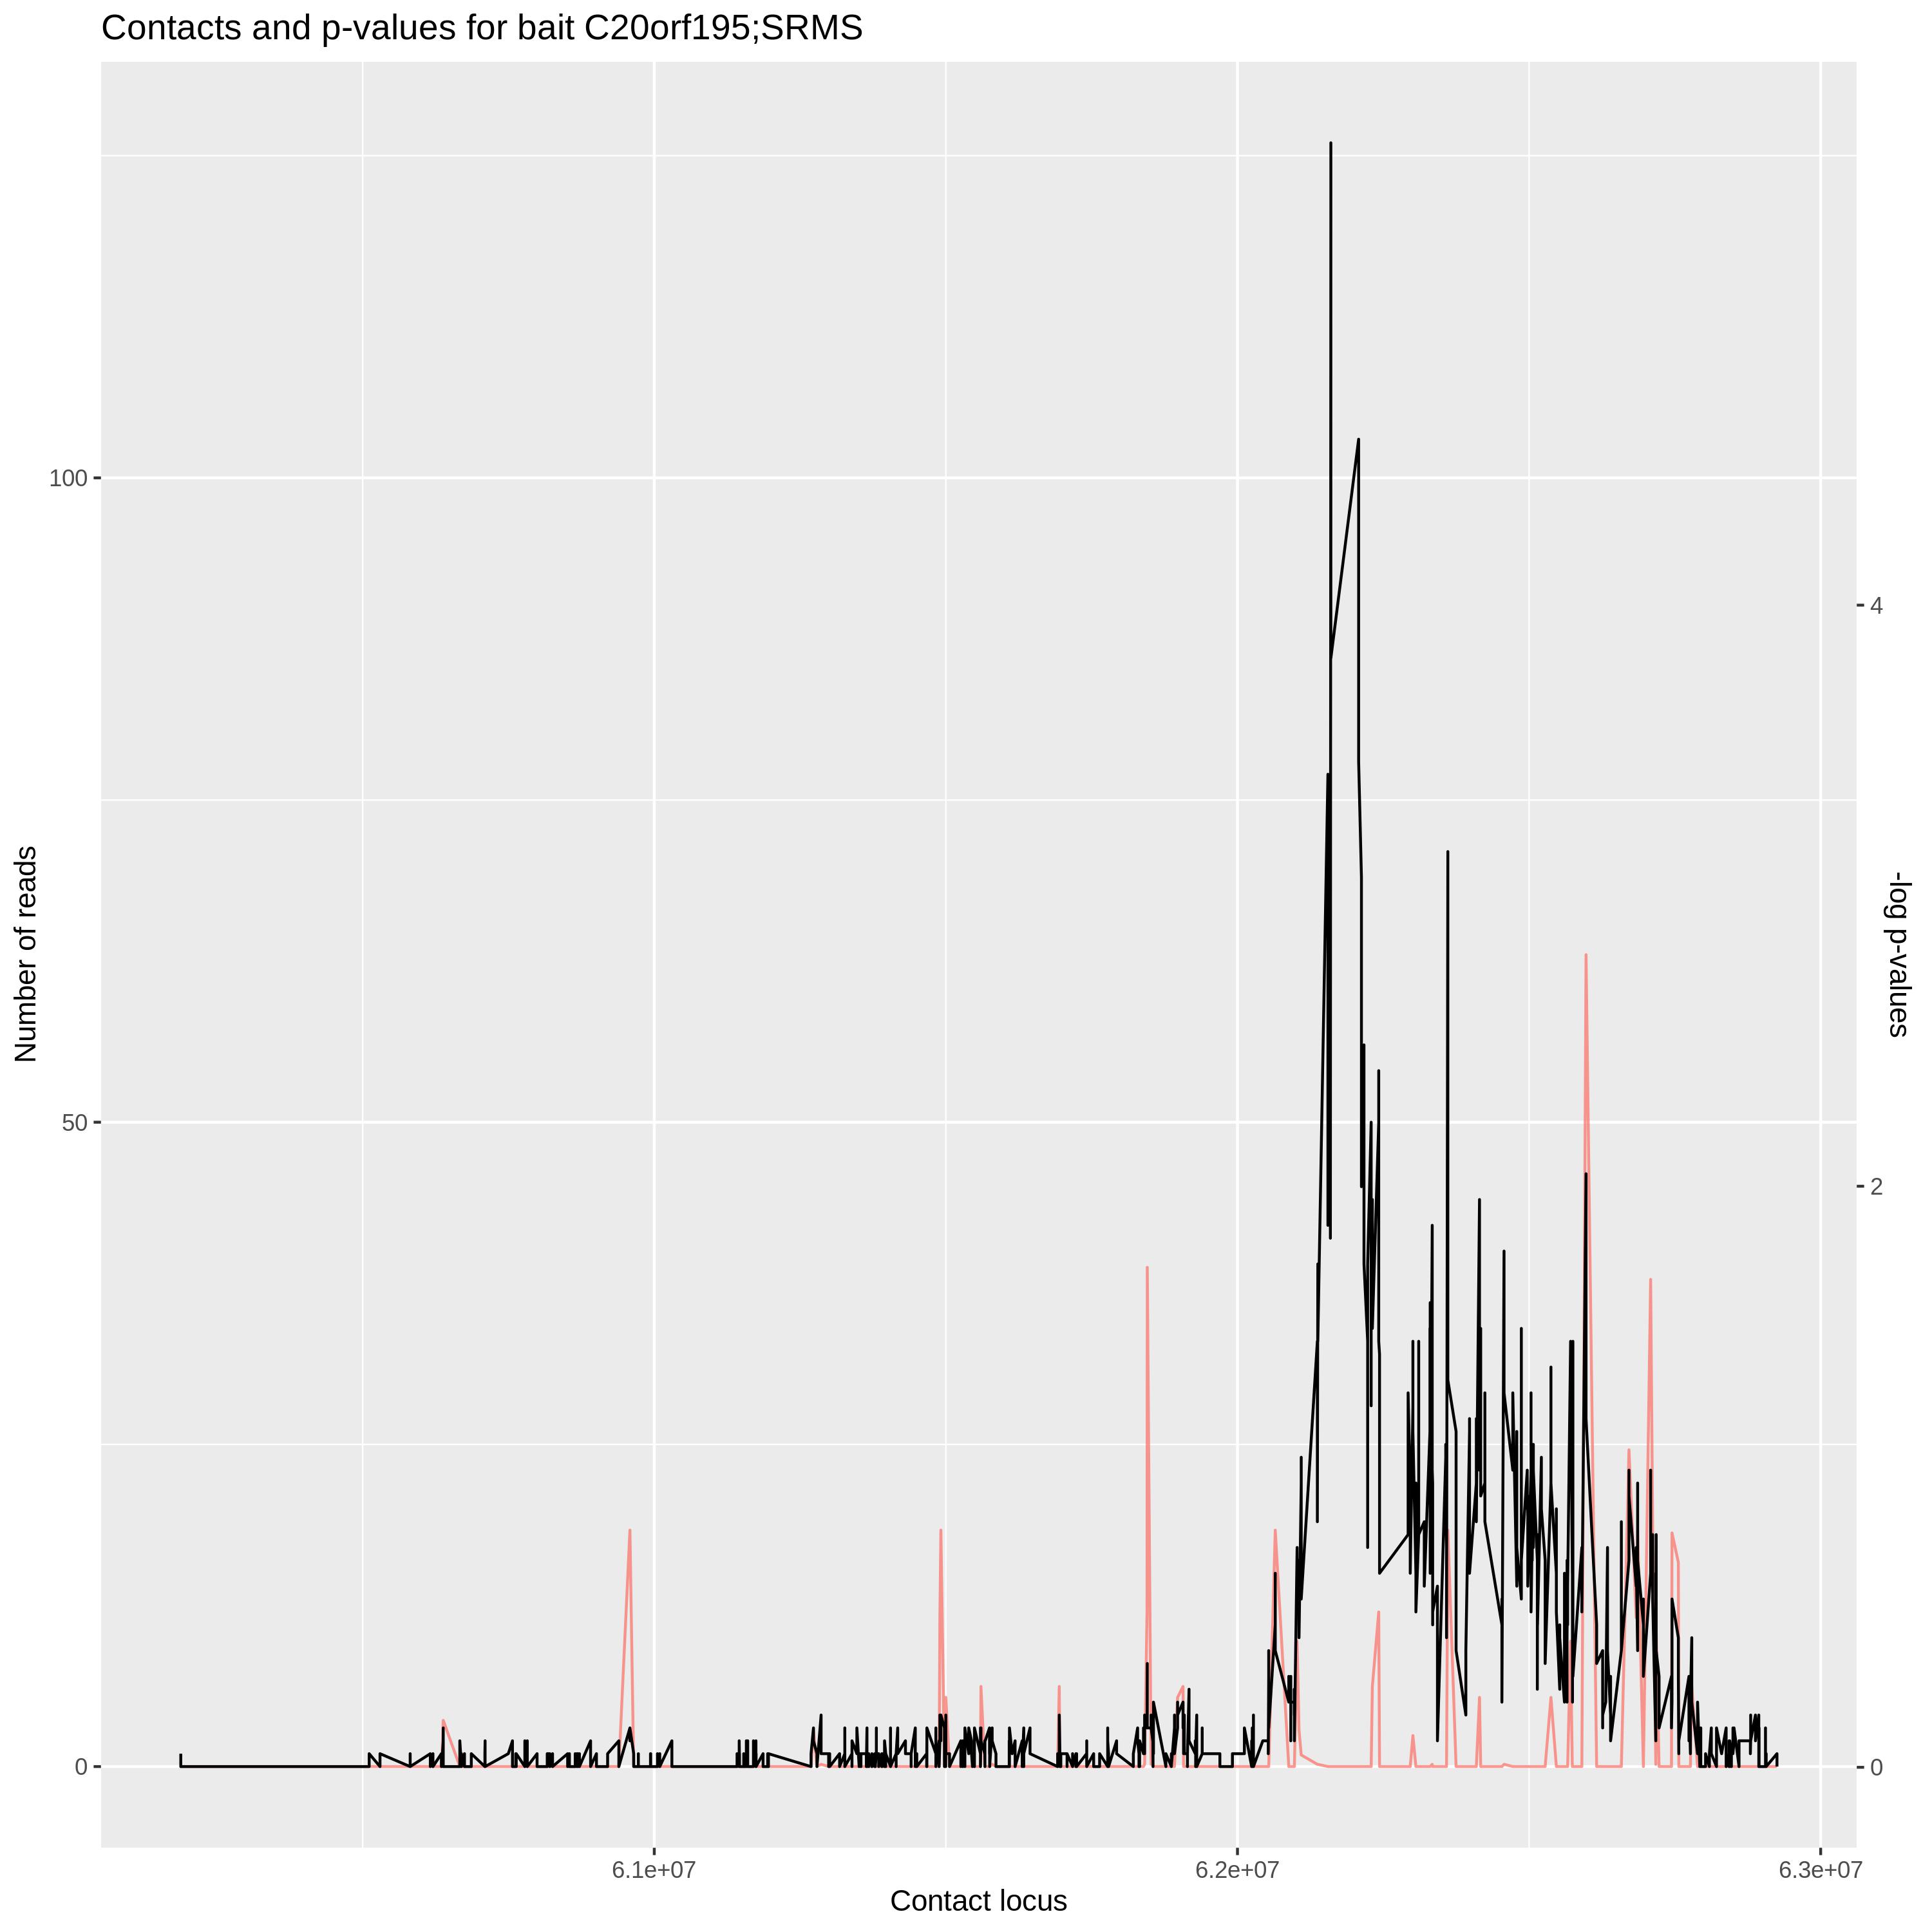 Contacts and p-values for bait C20orf195;SRMS
100
50
0
Number of reads
4
2
0
-log p-values
6.1e+07
6.2e+07
6.3e+07
Contact locus